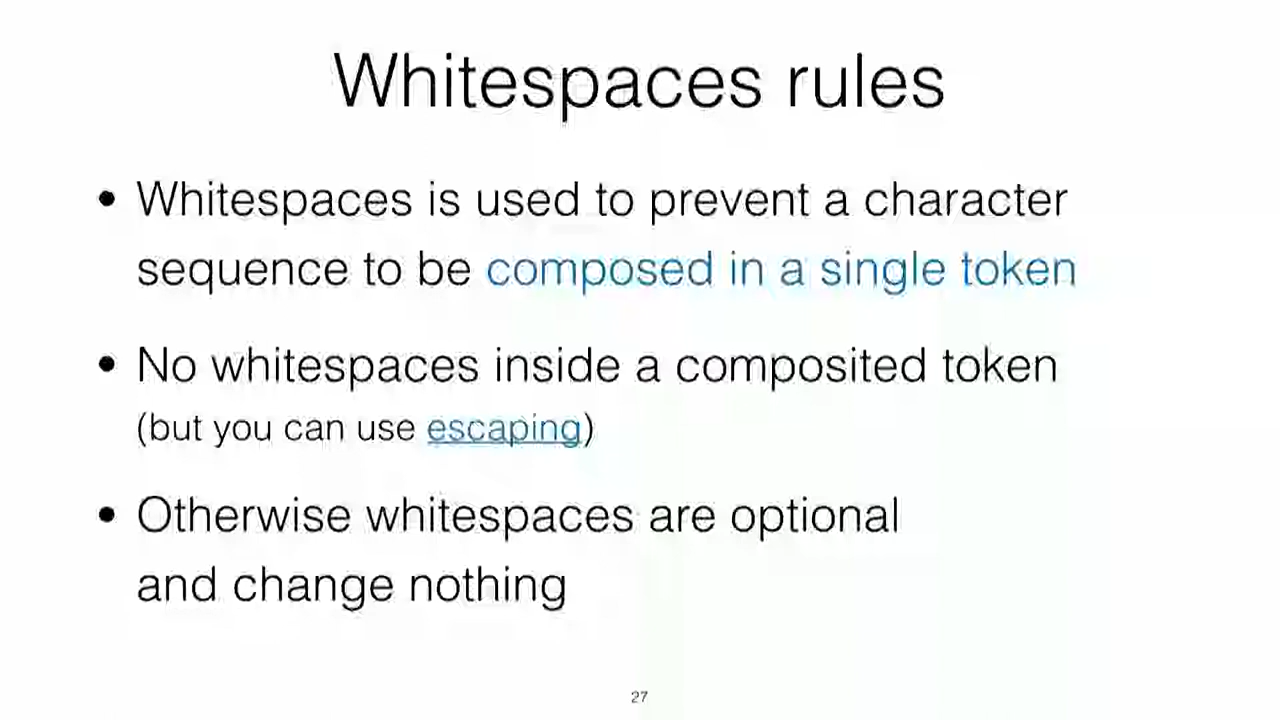 Whitespaces rules
• Whitespaces is used to prevent a character
sequence to be composed in a single token
• No whitespaces inside a composited token
(but you can use escaping)
• Otherwise whitespaces are optional
and change nothing
27